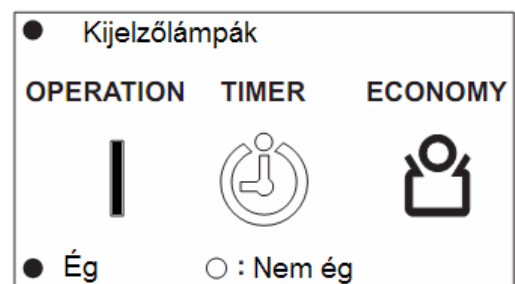 ● Kijelzőlámpák
OPERATION TIMER ECONOMY
● Ég ○ : Nem ég